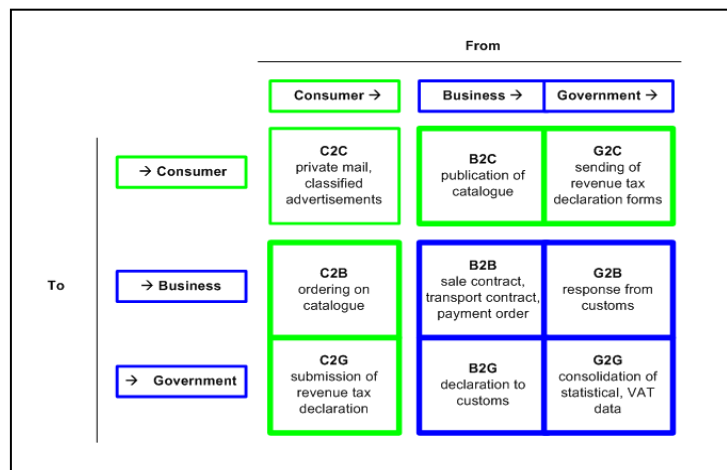 From
Consumer →
Business →
Government →
To
→ Consumer
C2C
private mail,
classified
advertisements
B2C
publication of
catalogue
G2C
sending of
revenue tax
declaration forms
→ Business
C2B
ordering on
catalogue
B2B
sale contract,
transport contract,
payment order
G2B
response from
customs
→ Government
C2G
submission of
revenue tax
declaration
B2G
declaration to
customs
G2G
consolidation of
statistical, VAT
data